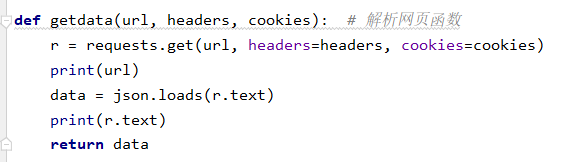 def getdata(url, headers, cookies):  # 解析网页函数
    r = requests.get(url, headers=headers, cookies=cookies)
    print(url)
    data = json.loads(r.text)
    print(r.text)
    return data